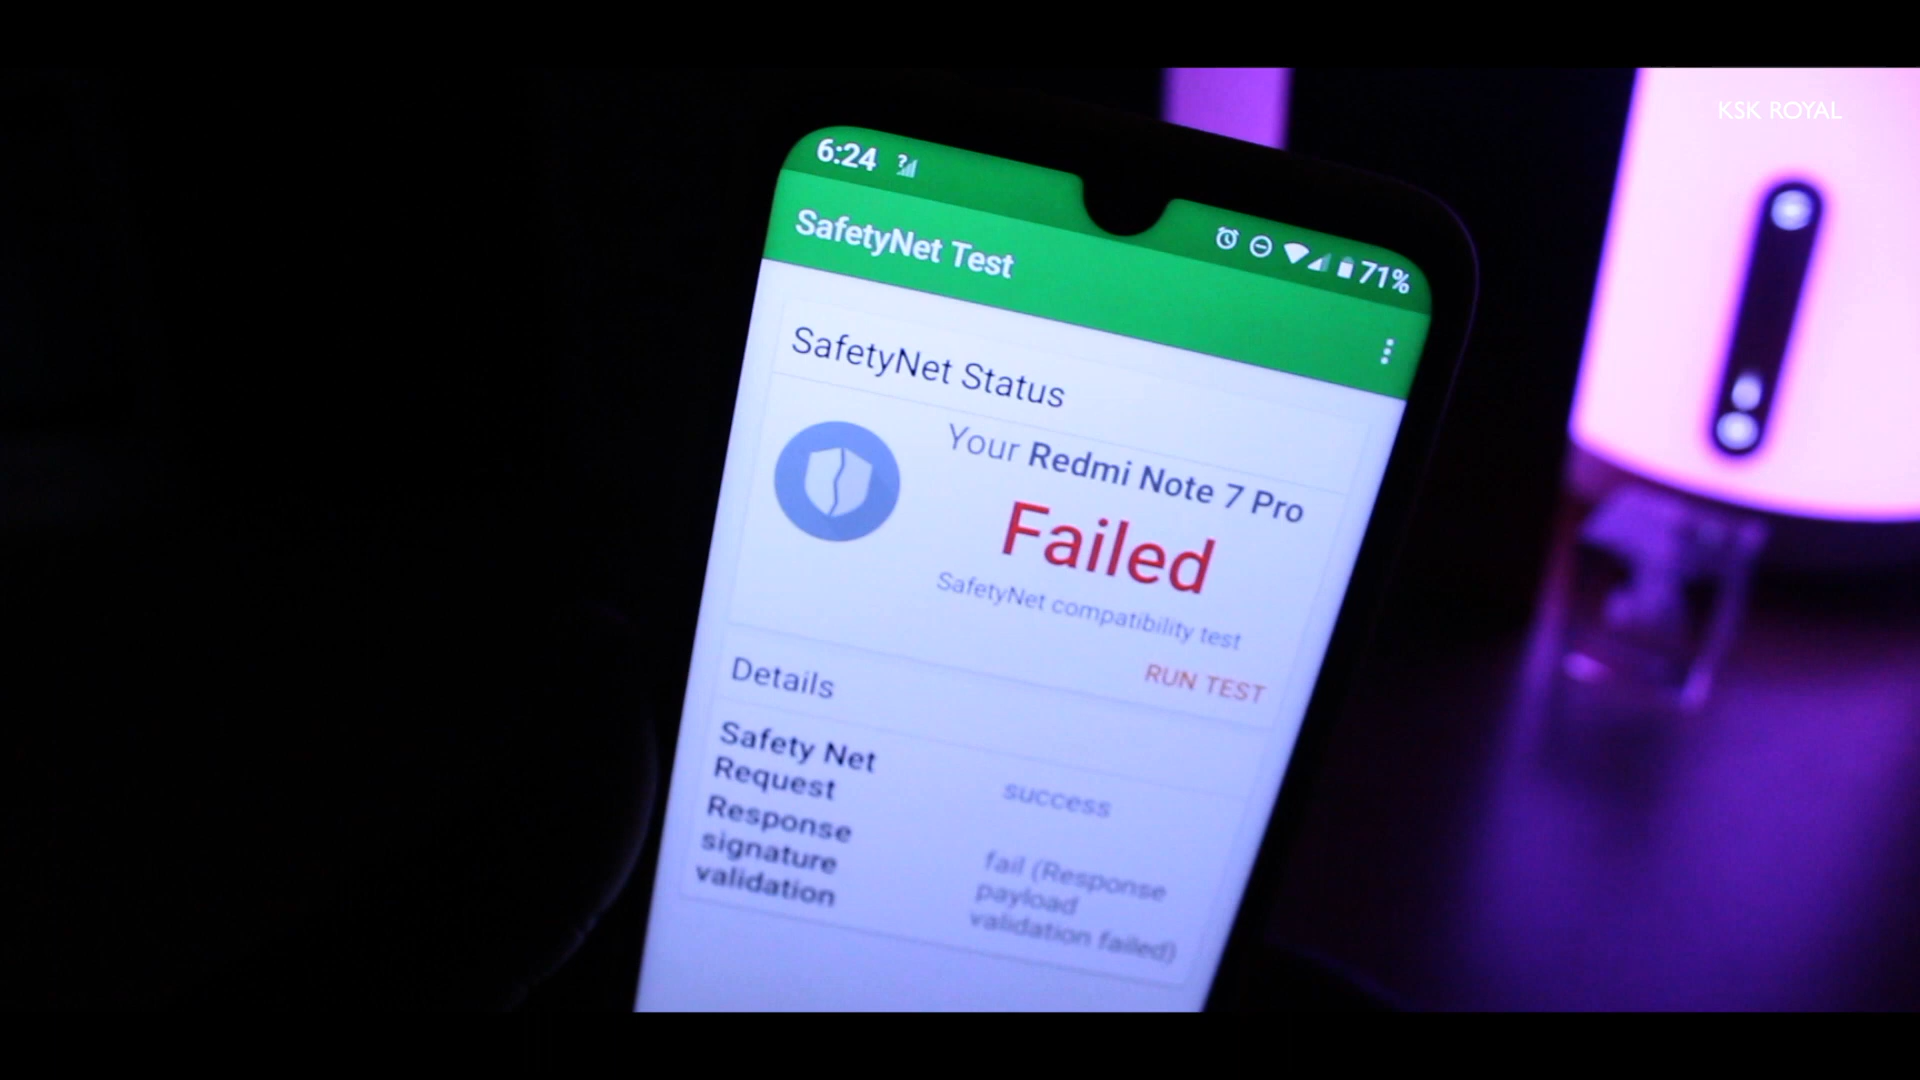 KSK ROYAL
6:24
71%
SafetyNet Test
SafetyNet Status
Your Redmi Note 7 Pro
Failed
SafetyNet compatibility test
RUN TEST
Details
Safety Net
Request
success
Response
signature
validation
fail (Response
payload
validation failed)